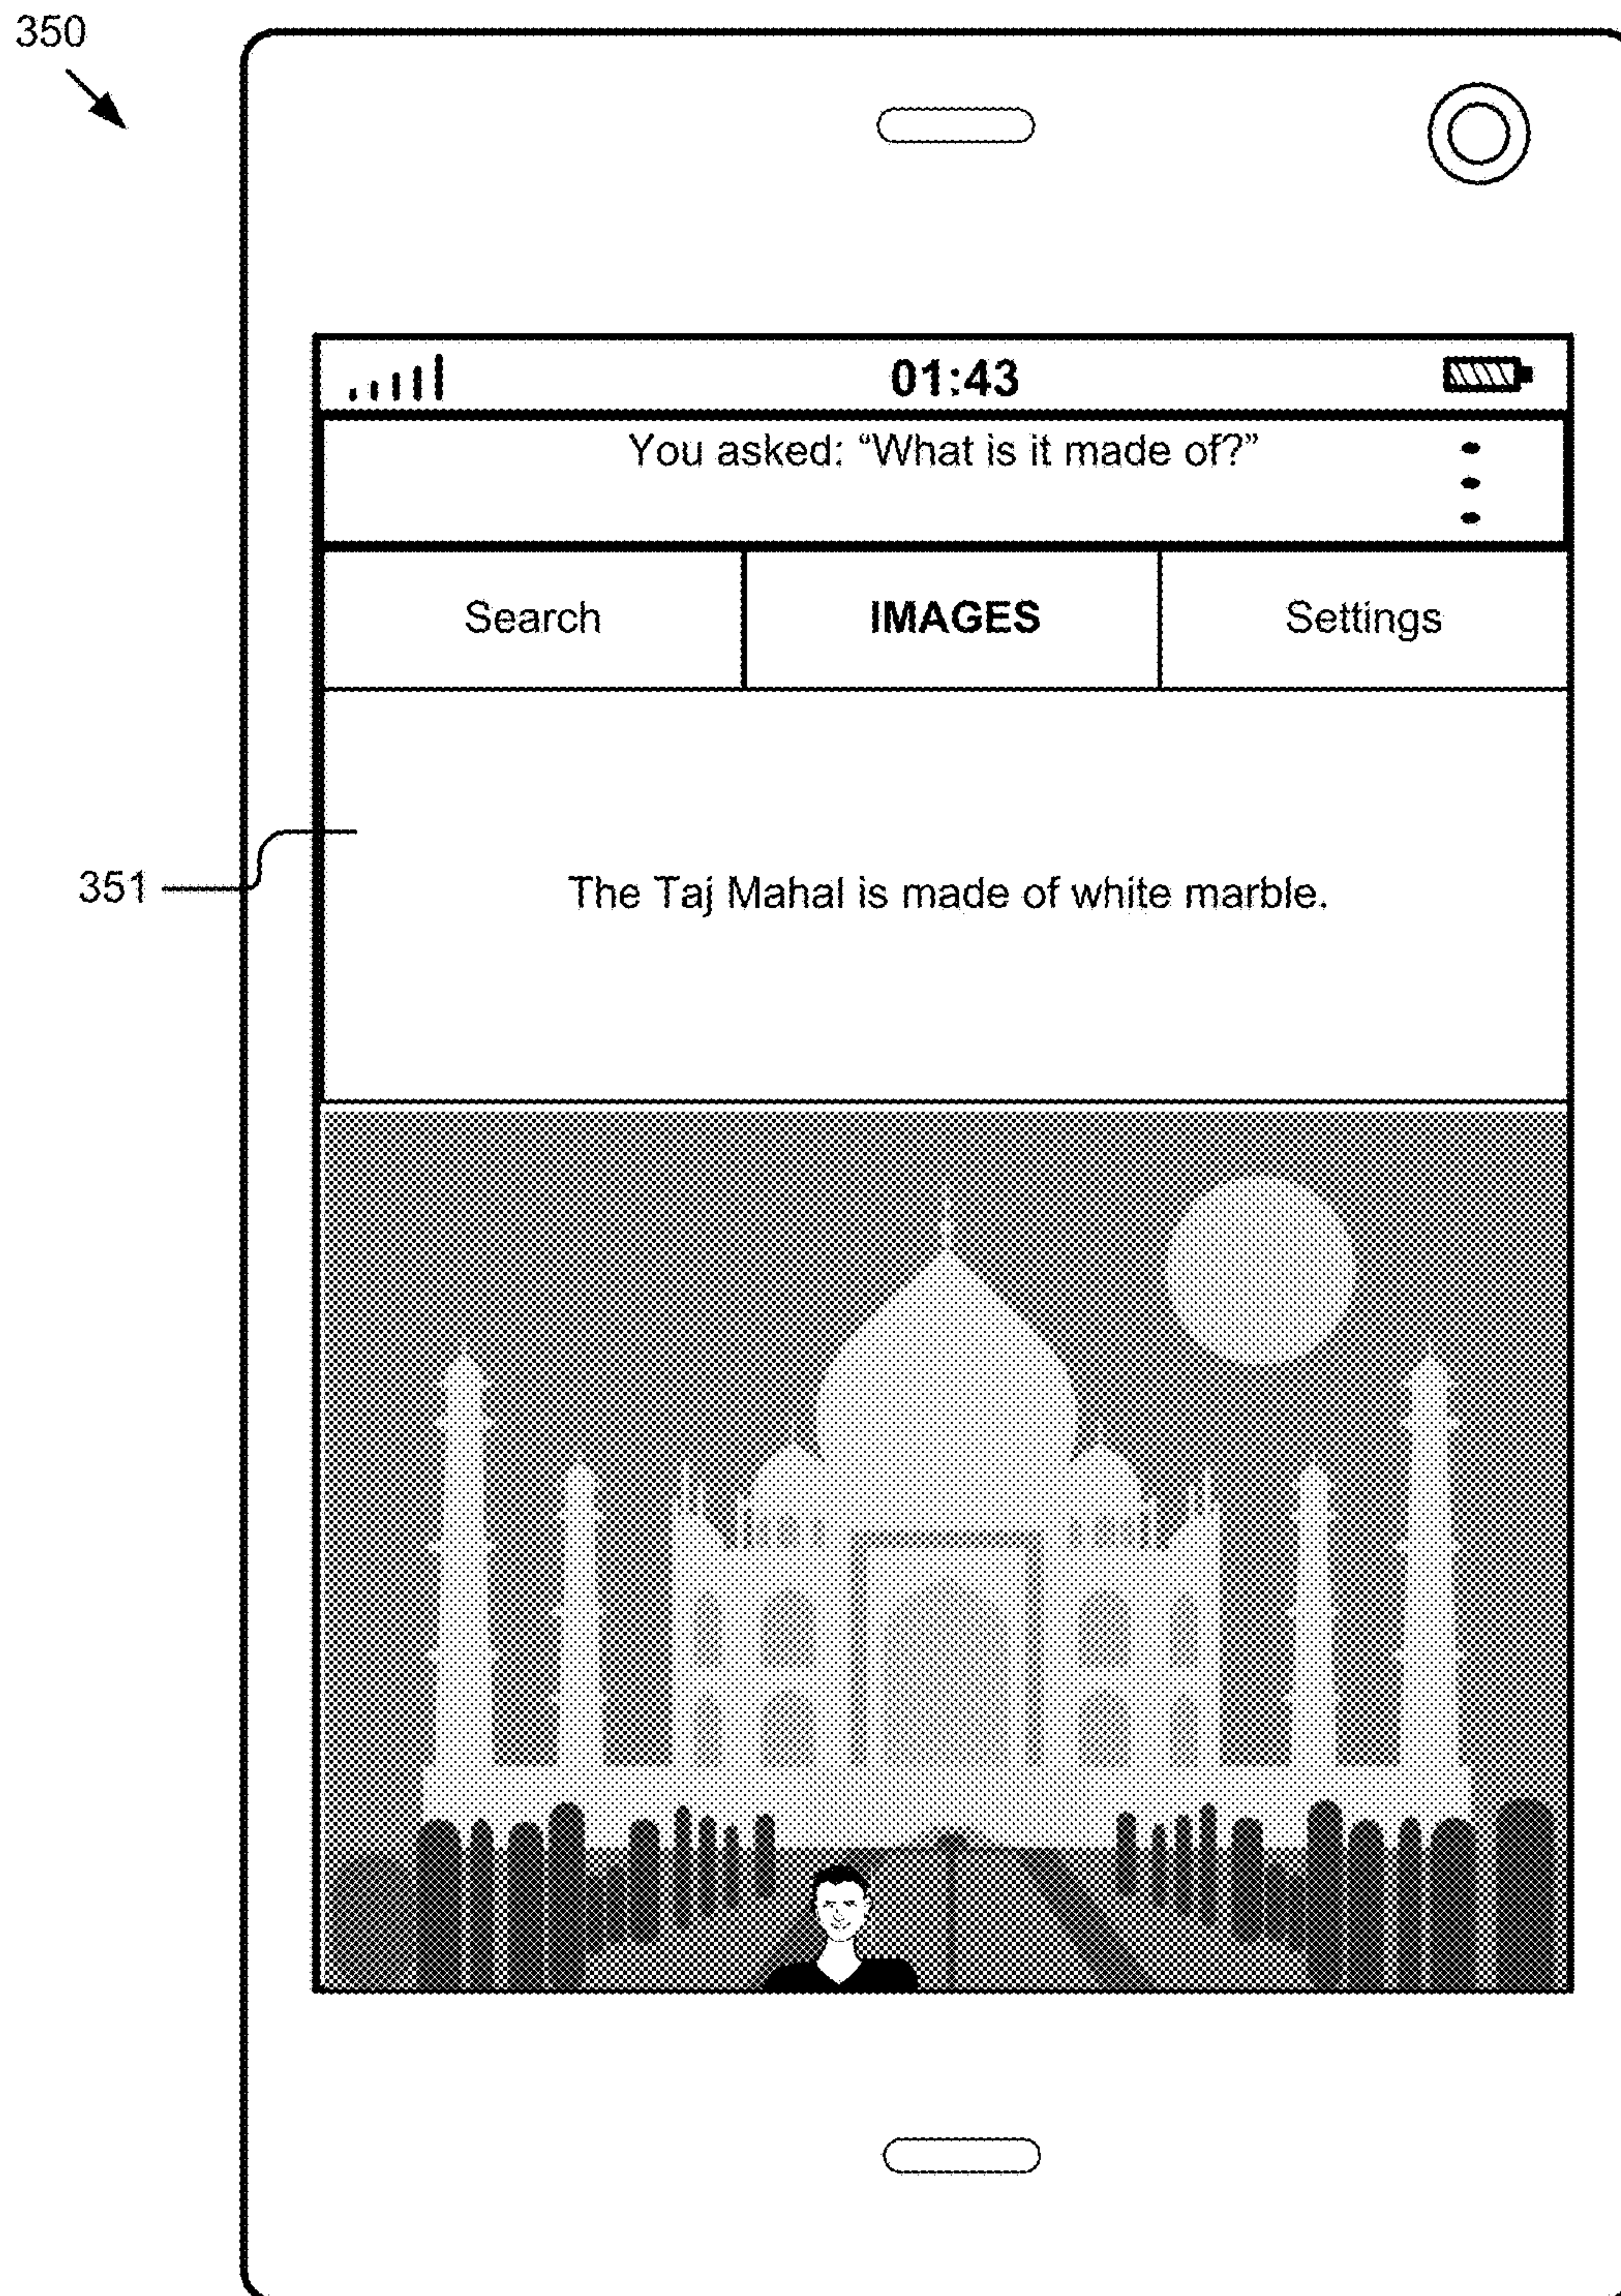 350
01:43
You asked: “What is it made of?”
Search IMAGES Settings
351
The Taj Mahal is made of white marble.